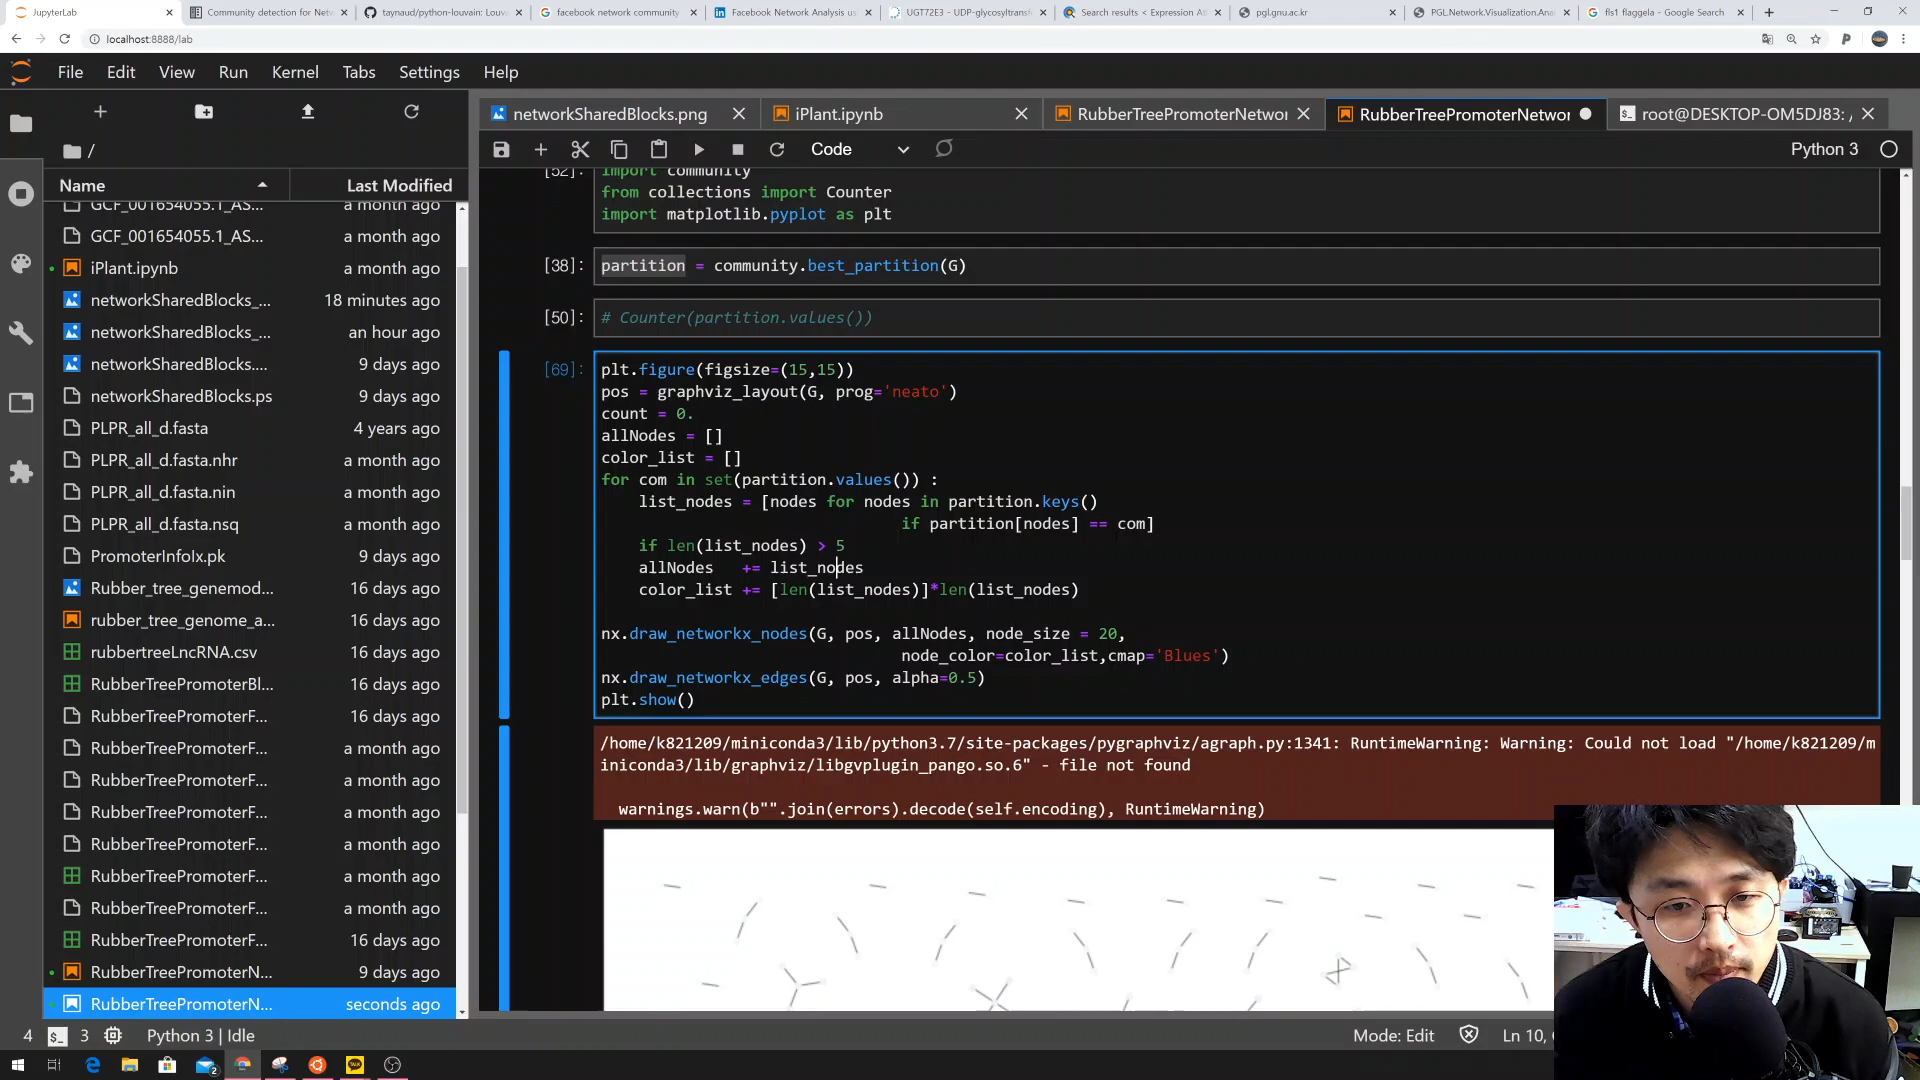 JupyterLab
Community detection for Netw
taynaud/python-louvain: Louva
facebook network community
Facebook Network Analysis us
UGT72E3 - UDP-glycosyltransf
Search results < Expression At
pgl.gnu.ac.kr
PGL.Network.Visualization.Ana
fls1 flaggela - Google Search
localhost:8888/lab
File Edit View Run Kernel Tabs Settings Help
networkSharedBlocks.png
iPlant.ipynb
RubberTreePromoterNetwor
RubberTreePromoterNetwor
root@DESKTOP-OM5DJ83: /
/
Code
Python 3
Name
Last Modified
GCF_001654055.1_AS... a month ago
GCF_001654055.1_AS... a month ago
iPlant.ipynb a month ago
networkSharedBlocks_... 18 minutes ago
networkSharedBlocks_... an hour ago
networkSharedBlocks.... 9 days ago
networkSharedBlocks.ps 9 days ago
PLPR_all_d.fasta 4 years ago
PLPR_all_d.fasta.nhr a month ago
PLPR_all_d.fasta.nin a month ago
PLPR_all_d.fasta.nsq a month ago
PromoterInfoIx.pk 9 days ago
Rubber_tree_genemod... 16 days ago
rubber_tree_genome_a... 16 days ago
rubbertreeLncRNA.csv 16 days ago
RubberTreePromoterBl... 16 days ago
RubberTreePromoterF... 16 days ago
RubberTreePromoterF... a month ago
RubberTreePromoterF... a month ago
RubberTreePromoterF... a month ago
RubberTreePromoterF... a month ago
RubberTreePromoterF... a month ago
RubberTreePromoterF... a month ago
RubberTreePromoterF... 16 days ago
RubberTreePromoterN... 9 days ago
RubberTreePromoterN... seconds ago
[52]: import community
from collections import Counter
import matplotlib.pyplot as plt
[38]: partition = community.best_partition(G)
[50]: # Counter(partition.values())
[69]: plt.figure(figsize=(15,15))
pos = graphviz_layout(G, prog='neato')
count = 0.
allNodes = []
color_list = []
for com in set(partition.values()) :
list_nodes = [nodes for nodes in partition.keys()
if partition[nodes] == com]
if len(list_nodes) > 5
allNodes += list_nodes
color_list += [len(list_nodes)]*len(list_nodes)
nx.draw_networkx_nodes(G, pos, allNodes, node_size = 20,
node_color=color_list,cmap='Blues')
nx.draw_networkx_edges(G, pos, alpha=0.5)
plt.show()
/home/k821209/miniconda3/lib/python3.7/site-packages/pygraphviz/agraph.py:1341: RuntimeWarning: Warning: Could not load "/home/k821209/m
iniconda3/lib/graphviz/libgvplugin_pango.so.6" - file not found
warnings.warn(b"".join(errors).decode(self.encoding), RuntimeWarning)
4 $_ 3 Python 3 | Idle
Mode: Edit
Ln 10,